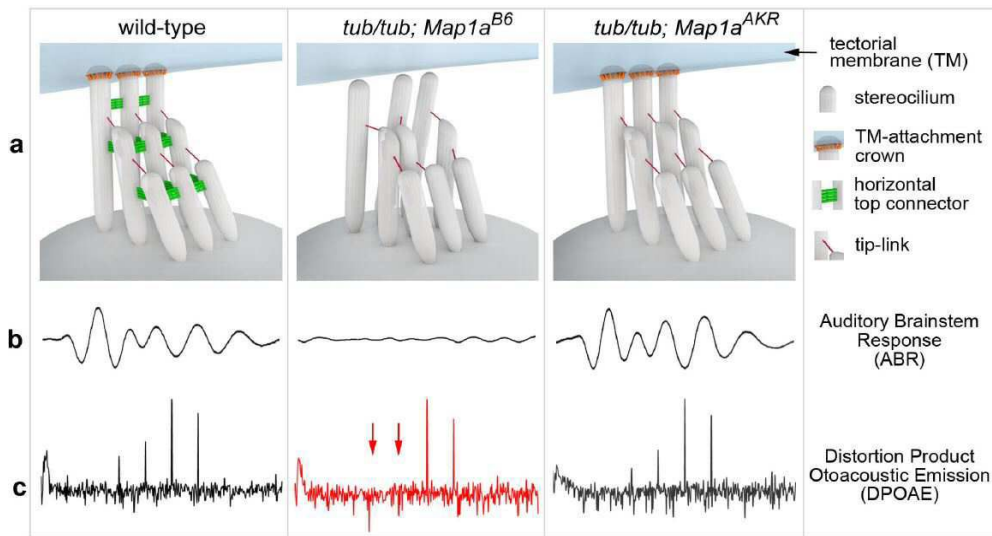 wild-type
tub/tub; Map1a^B6
tub/tub; Map1a^AKR
a
tectorial
membrane (TM)
stereocilium
TM-attachment
crown
horizontal
top connector
tip-link
b
Auditory Brainstem
Response
(ABR)
c
Distortion Product
Otoacoustic Emission
(DPOAE)